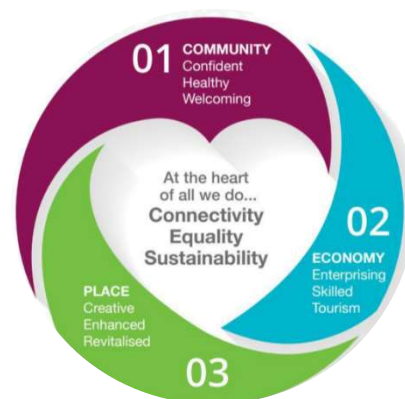 01 COMMUNITY
Confident
Healthy
Welcoming
At the heart
of all we do...
Connectivity
Equality
Sustainability
02
ECONOMY
Enterprising
Skilled
Tourism
PLACE
Creative
Enhanced
Revitalised
03